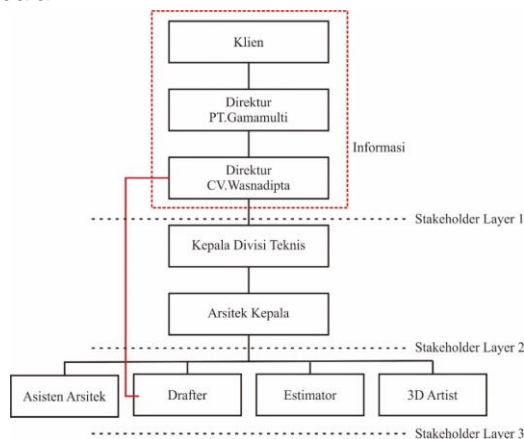 Klien
Direktur
PT.Gamamulti
Informasi
Direktur
CV.Wasnadipta
Stakeholder Layer 1
Kepala Divisi Teknis
Arsitek Kepala
Stakeholder Layer 2
Asisten Arsitek
Drafter
Estimator
3D Artist
Stakeholder Layer 3